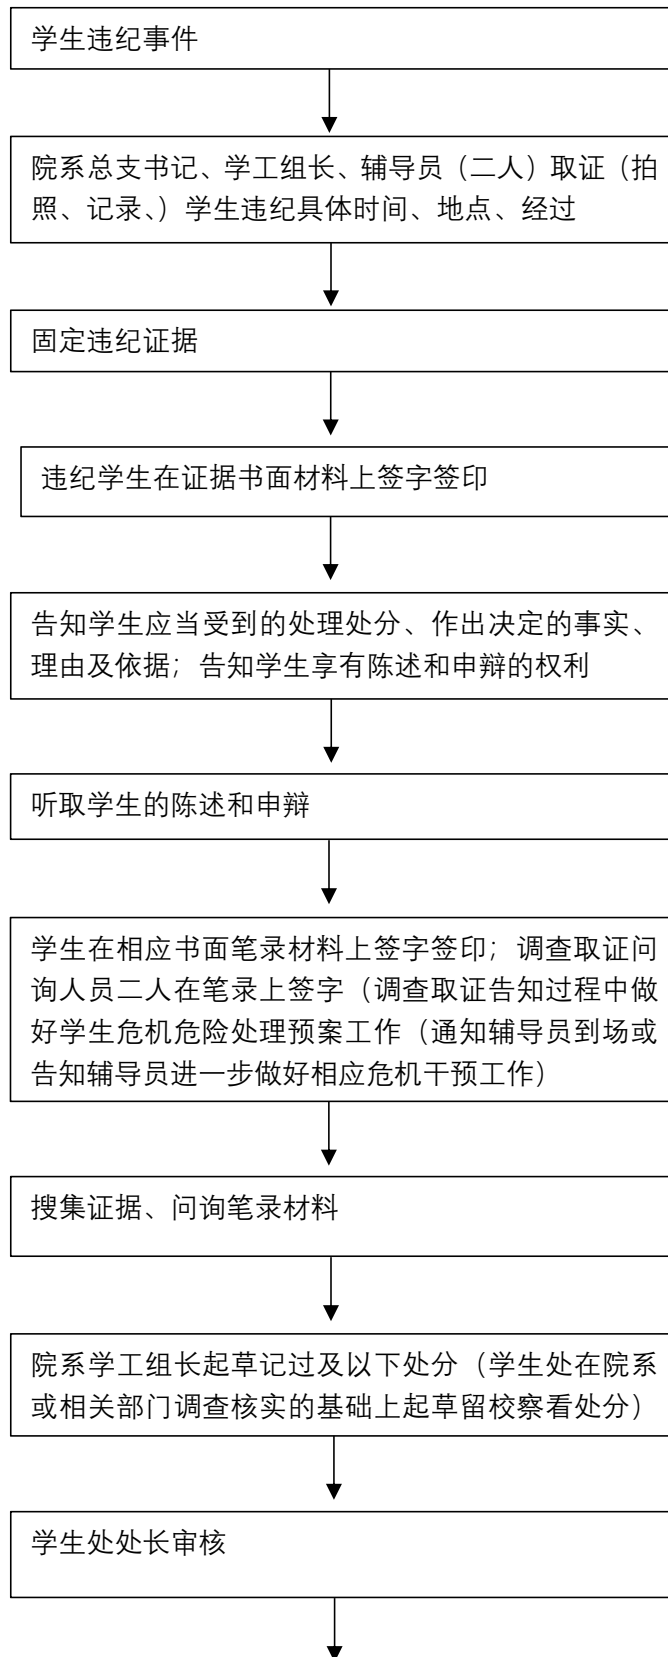 学生违纪事件
院系总支书记、学工组长、辅导员（二人）取证（拍
照、记录、）学生违纪具体时间、地点、经过
固定违纪证据
违纪学生在证据书面材料上签字签印
告知学生应当受到的处理处分、作出决定的事实、
理由及依据；告知学生享有陈述和申辩的权利
听取学生的陈述和申辩
学生在相应书面笔录材料上签字签印；调查取证问
询人员二人在笔录上签字（调查取证告知过程中做
好学生危机危险处理预案工作（通知辅导员到场或
告知辅导员进一步做好相应危机干预工作）
搜集证据、问询笔录材料
院系学工组长起草记过及以下处分（学生处在院系
或相关部门调查核实的基础上起草留校察看处分）
学生处处长审核